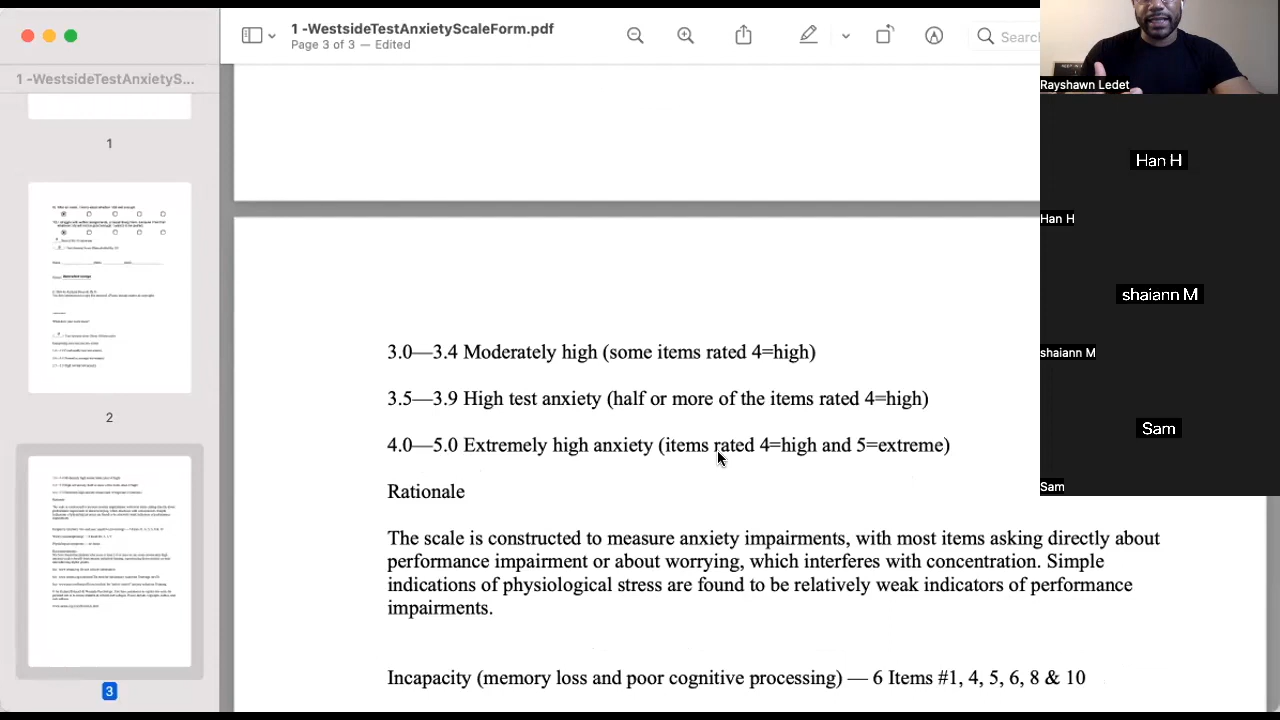 1 -WestsideTestAnxietyScaleForm.pdf
Page 3 of 3 — Edited
Search
1 -WestsideTestAnxietyS...
1
2
3
3.0—3.4 Moderately high (some items rated 4=high)
3.5—3.9 High test anxiety (half or more of the items rated 4=high)
4.0—5.0 Extremely high anxiety (items rated 4=high and 5=extreme)
Rationale
The scale is constructed to measure anxiety impairments, with most items asking directly about
performance impairment or about worrying, which interferes with concentration. Simple
indications of physiological stress are found to be relatively weak indicators of performance
impairments.
Incapacity (memory loss and poor cognitive processing) — 6 Items #1, 4, 5, 6, 8 & 10
Rayshawn Ledet
Han H
Han H
shaiann M
shaiann M
Sam
Sam